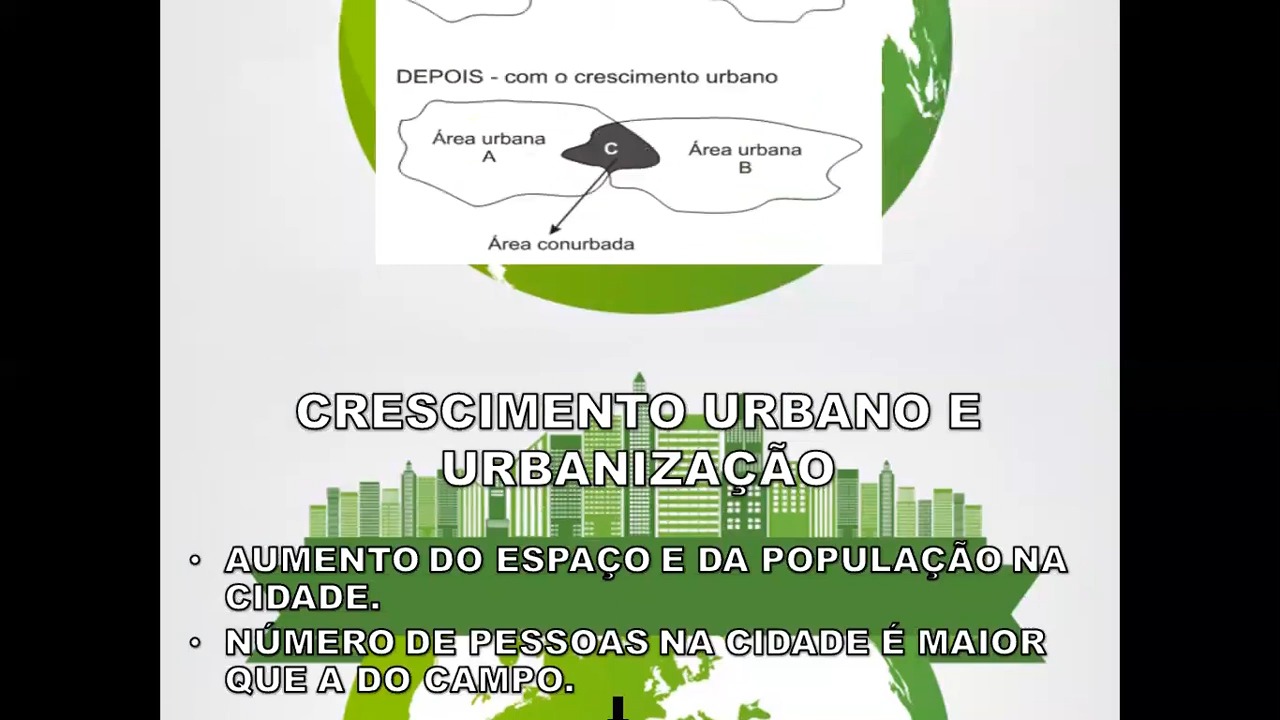 DEPOIS - com o crescimento urbano
Área urbana
A
C
Área urbana
B
Área conurbada
CRESCIMENTO URBANO E
URBANIZAÇÃO
• AUMENTO DO ESPAÇO E DA POPULAÇÃO NA
CIDADE.
• NÚMERO DE PESSOAS NA CIDADE É MAIOR
QUE A DO CAMPO.